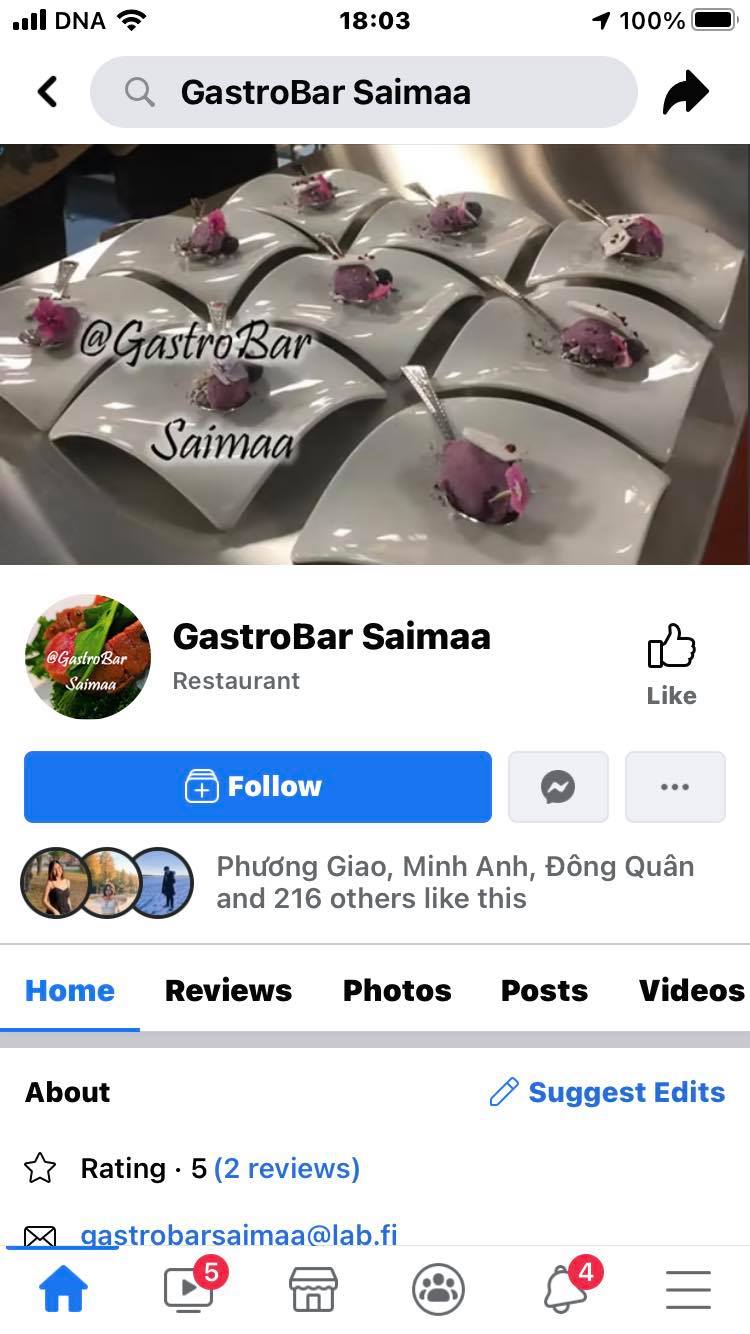 DNA 18:03 100%
GastroBar Saimaa
@GastroBar
Saimaa
@GastroBar
Saimaa
GastroBar Saimaa
Restaurant
Like
Follow
Phương Giao, Minh Anh, Đông Quân
and 216 others like this
Home Reviews Photos Posts Videos
About Suggest Edits
Rating · 5 (2 reviews)
gastrobarsaimaa@lab.fi
5 4